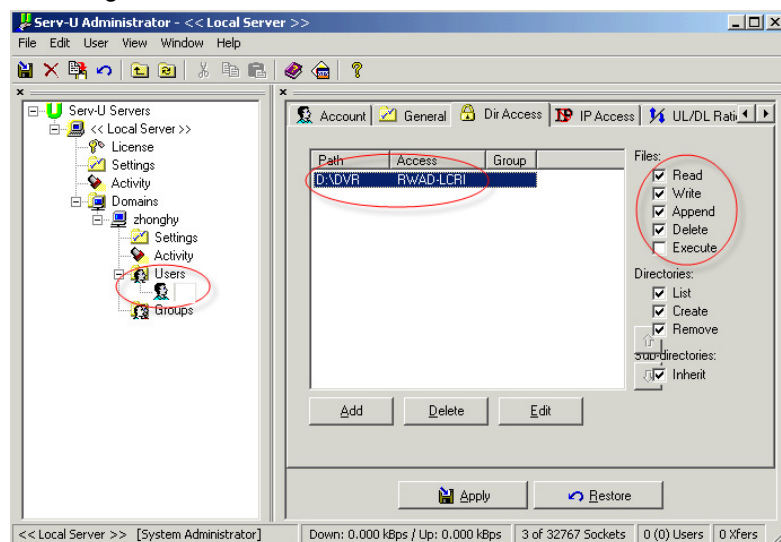 Serv-U Administrator - << Local Server >>
File Edit User View Window Help
Serv-U Servers
<< Local Server >>
License
Settings
Activity
Domains
zhonghy
Settings
Activity
Users
Groups
Account General Dir Access IP Access UL/DL Rati
Path Access Group
D:\DVR RWAD-LCRI
Files:
Read
Write
Append
Delete
Execute
Directories:
List
Create
Remove
Sub-directories:
Inherit
Add Delete Edit
Apply Restore
<< Local Server >> [System Administrator] Down: 0.000 kBps / Up: 0.000 kBps 3 of 32767 Sockets 0 (0) Users 0 Xfers